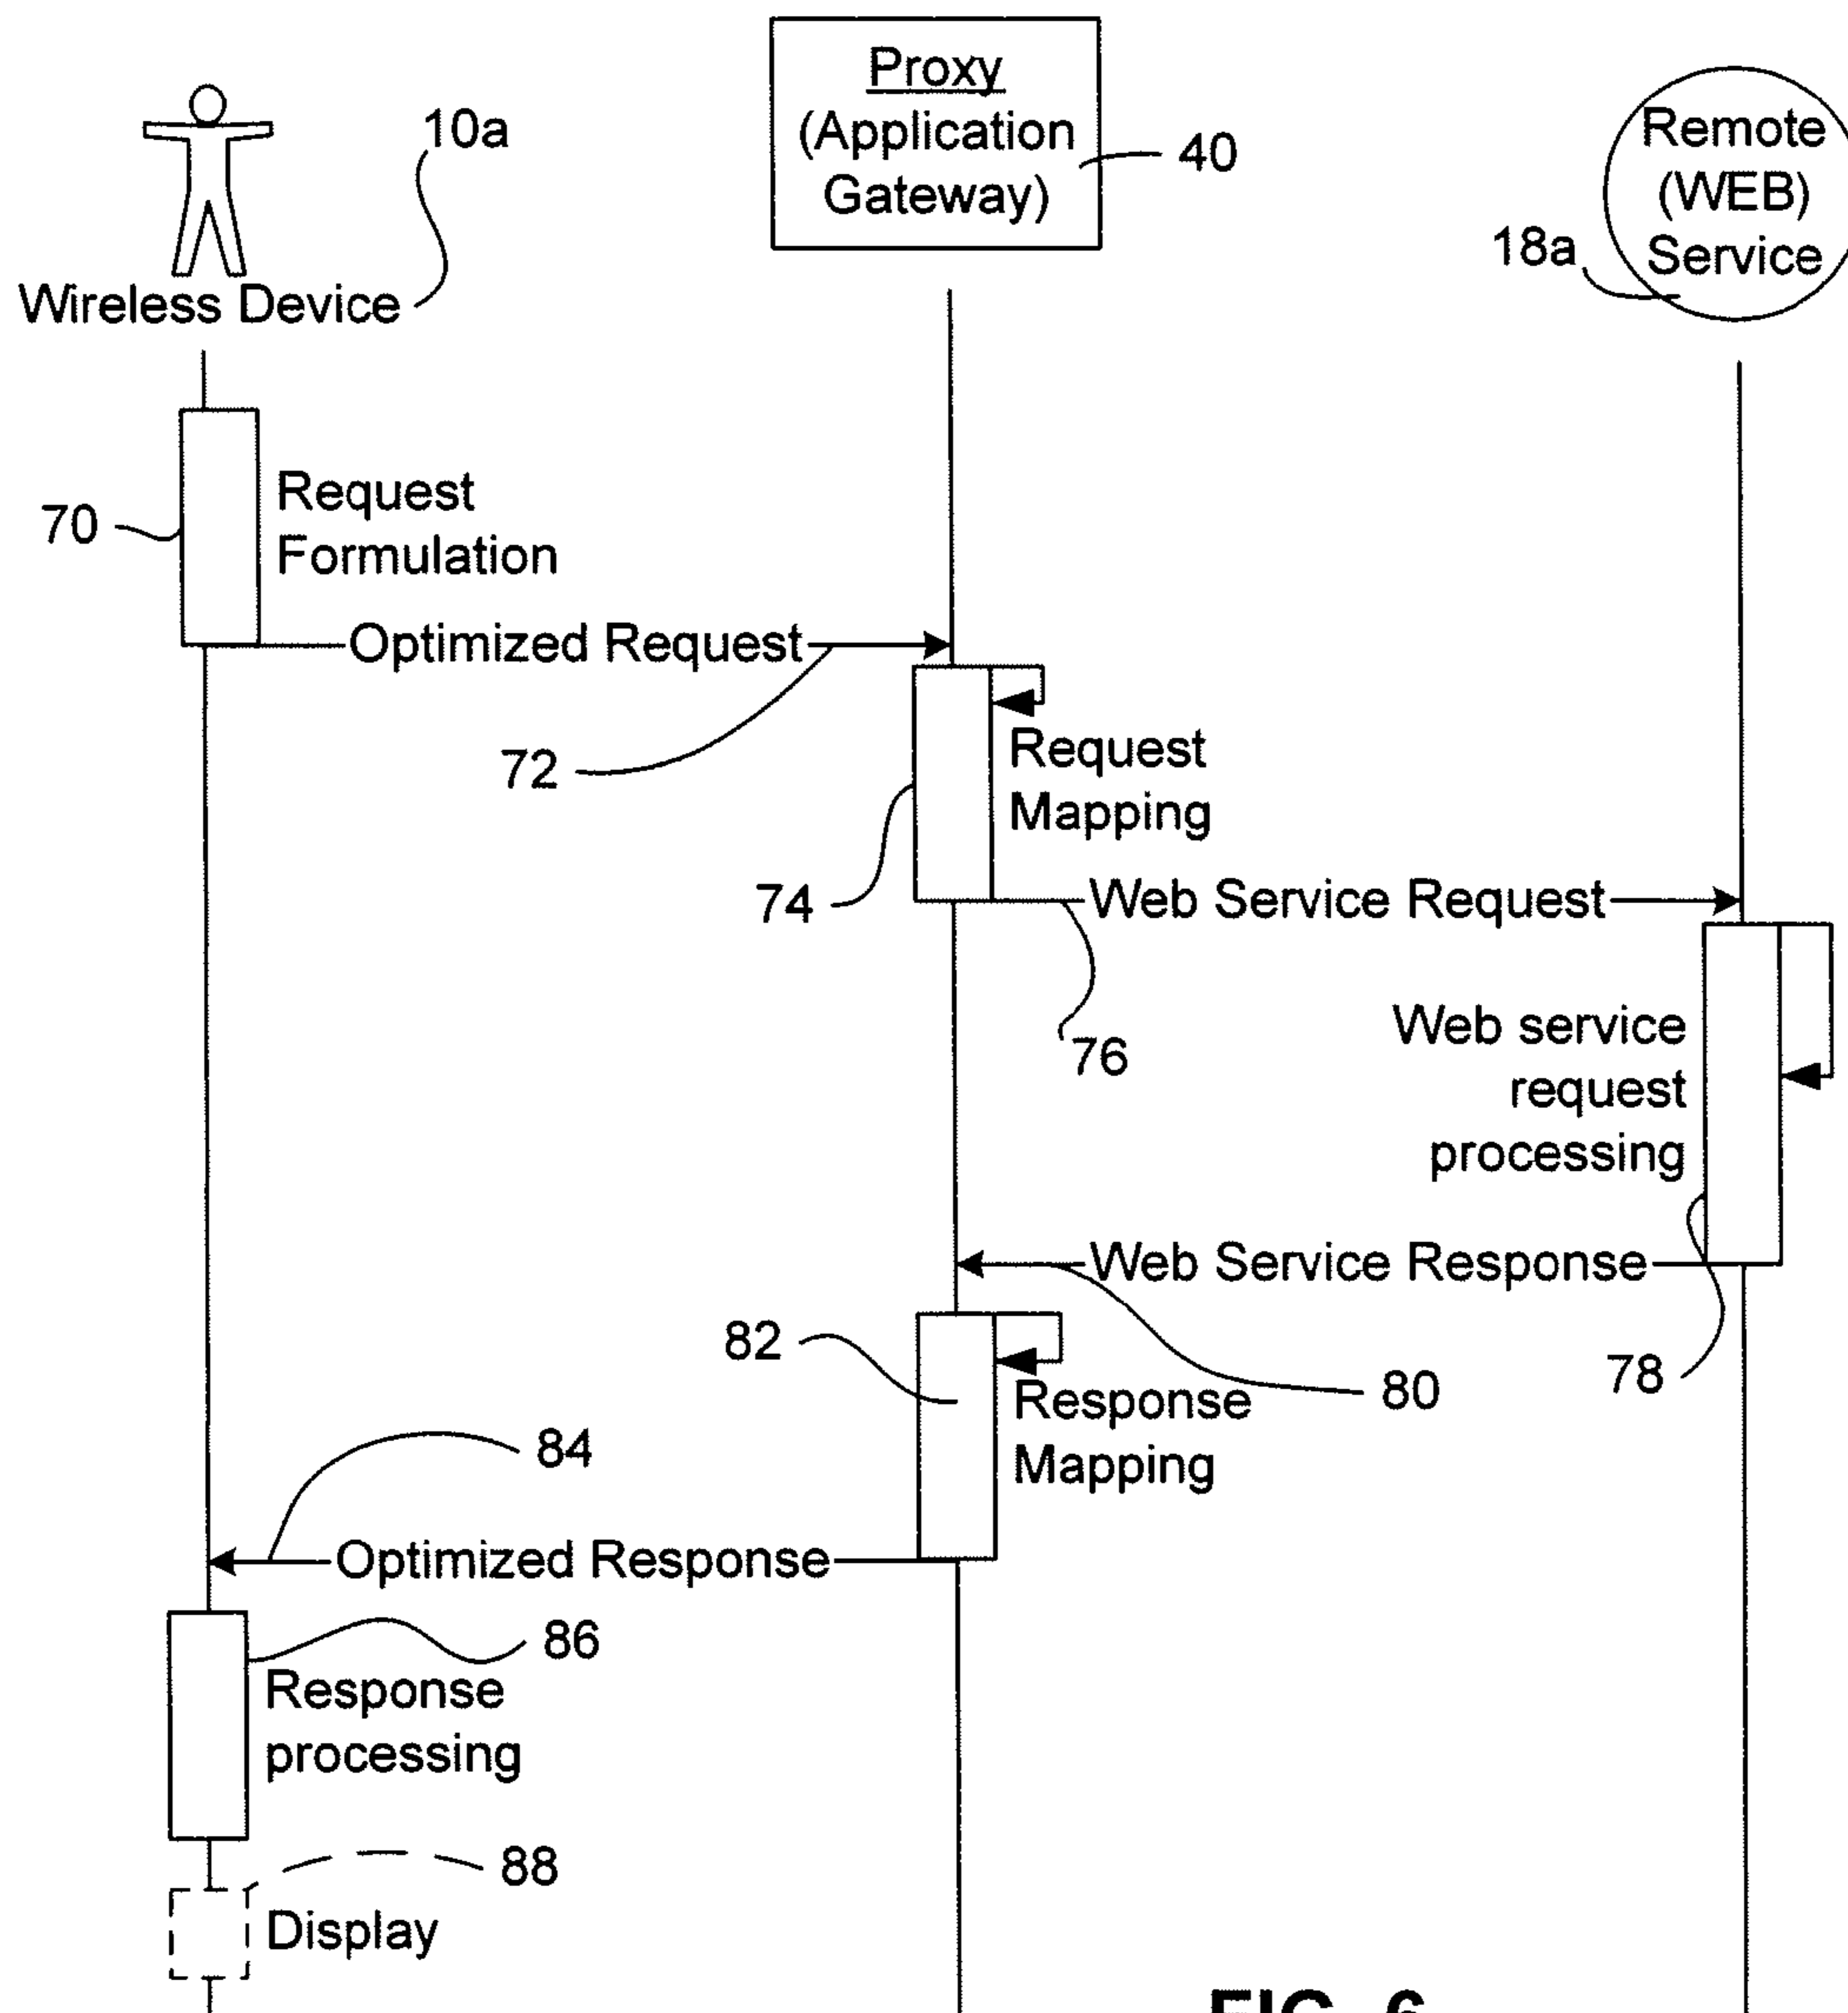 Proxy
(Application
Gateway)
40
10a
Wireless Device
Remote
(WEB)
Service
18a
70
Request
Formulation
Optimized Request
72
Request
Mapping
74
Web Service Request
76
Web service
request
processing
78
Web Service Response
80
82
Response
Mapping
84
Optimized Response
86
Response
processing
88
Display
FIG. 6